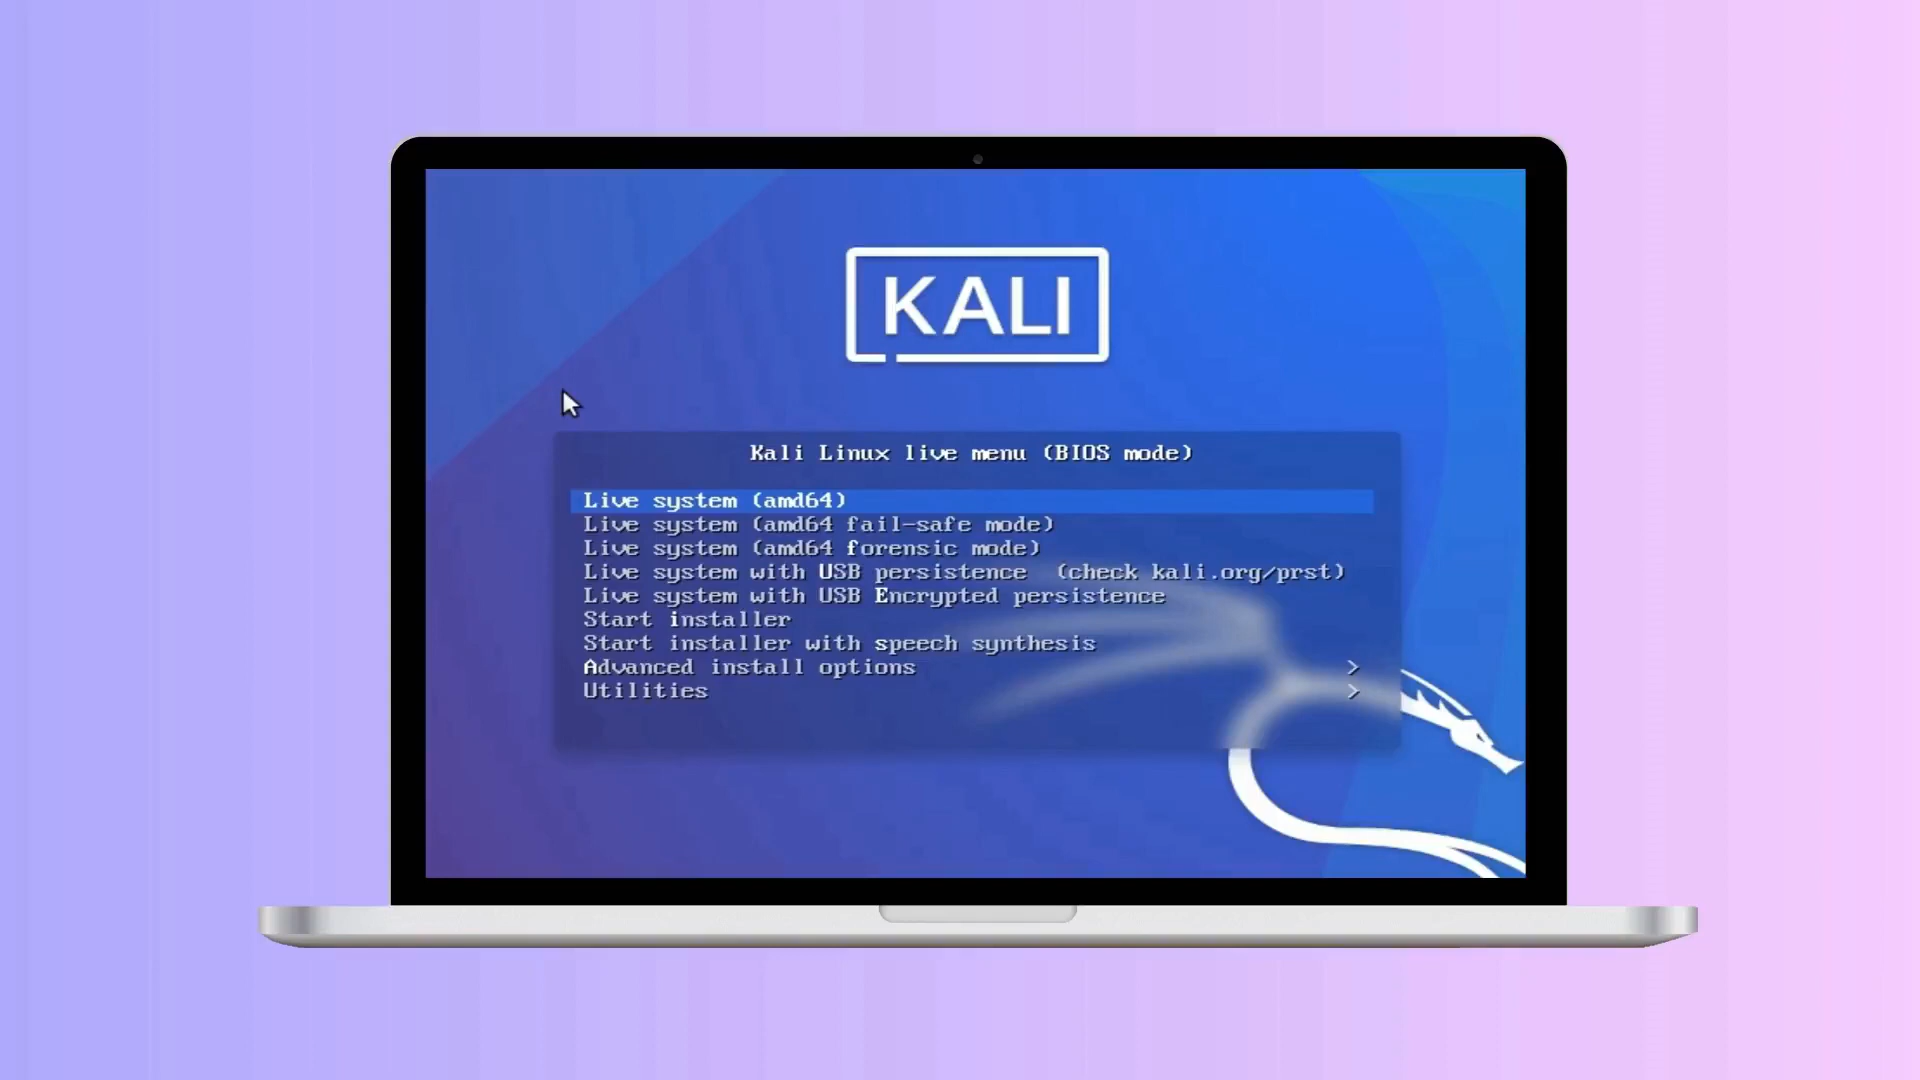 KALI
Kali Linux live menu (BIOS mode)
Live system (amd64)
Live system (amd64 fail-safe mode)
Live system (amd64 forensic mode)
Live system with USB persistence  (check kali.org/prst)
Live system with USB Encrypted persistence
Start installer
Start installer with speech synthesis
Advanced install options >
Utilities >